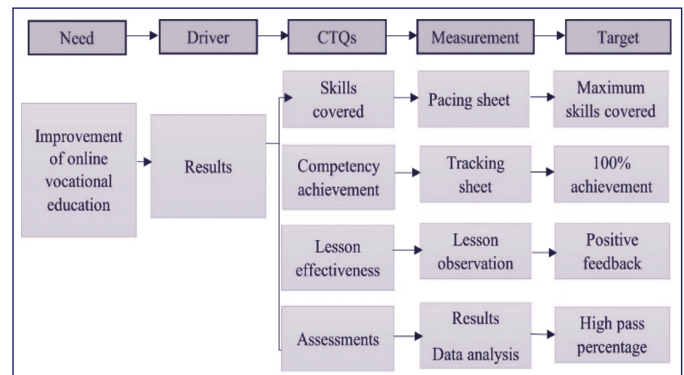 Need
Driver
CTQs
Measurement
Target
Improvement
of online
vocational
education
Results
Skills
covered
Pacing sheet
Maximum
skills covered
Competency
achievement
Tracking
sheet
100%
achievement
Lesson
effectiveness
Lesson
observation
Positive
feedback
Assessments
Results
Data analysis
High pass
percentage